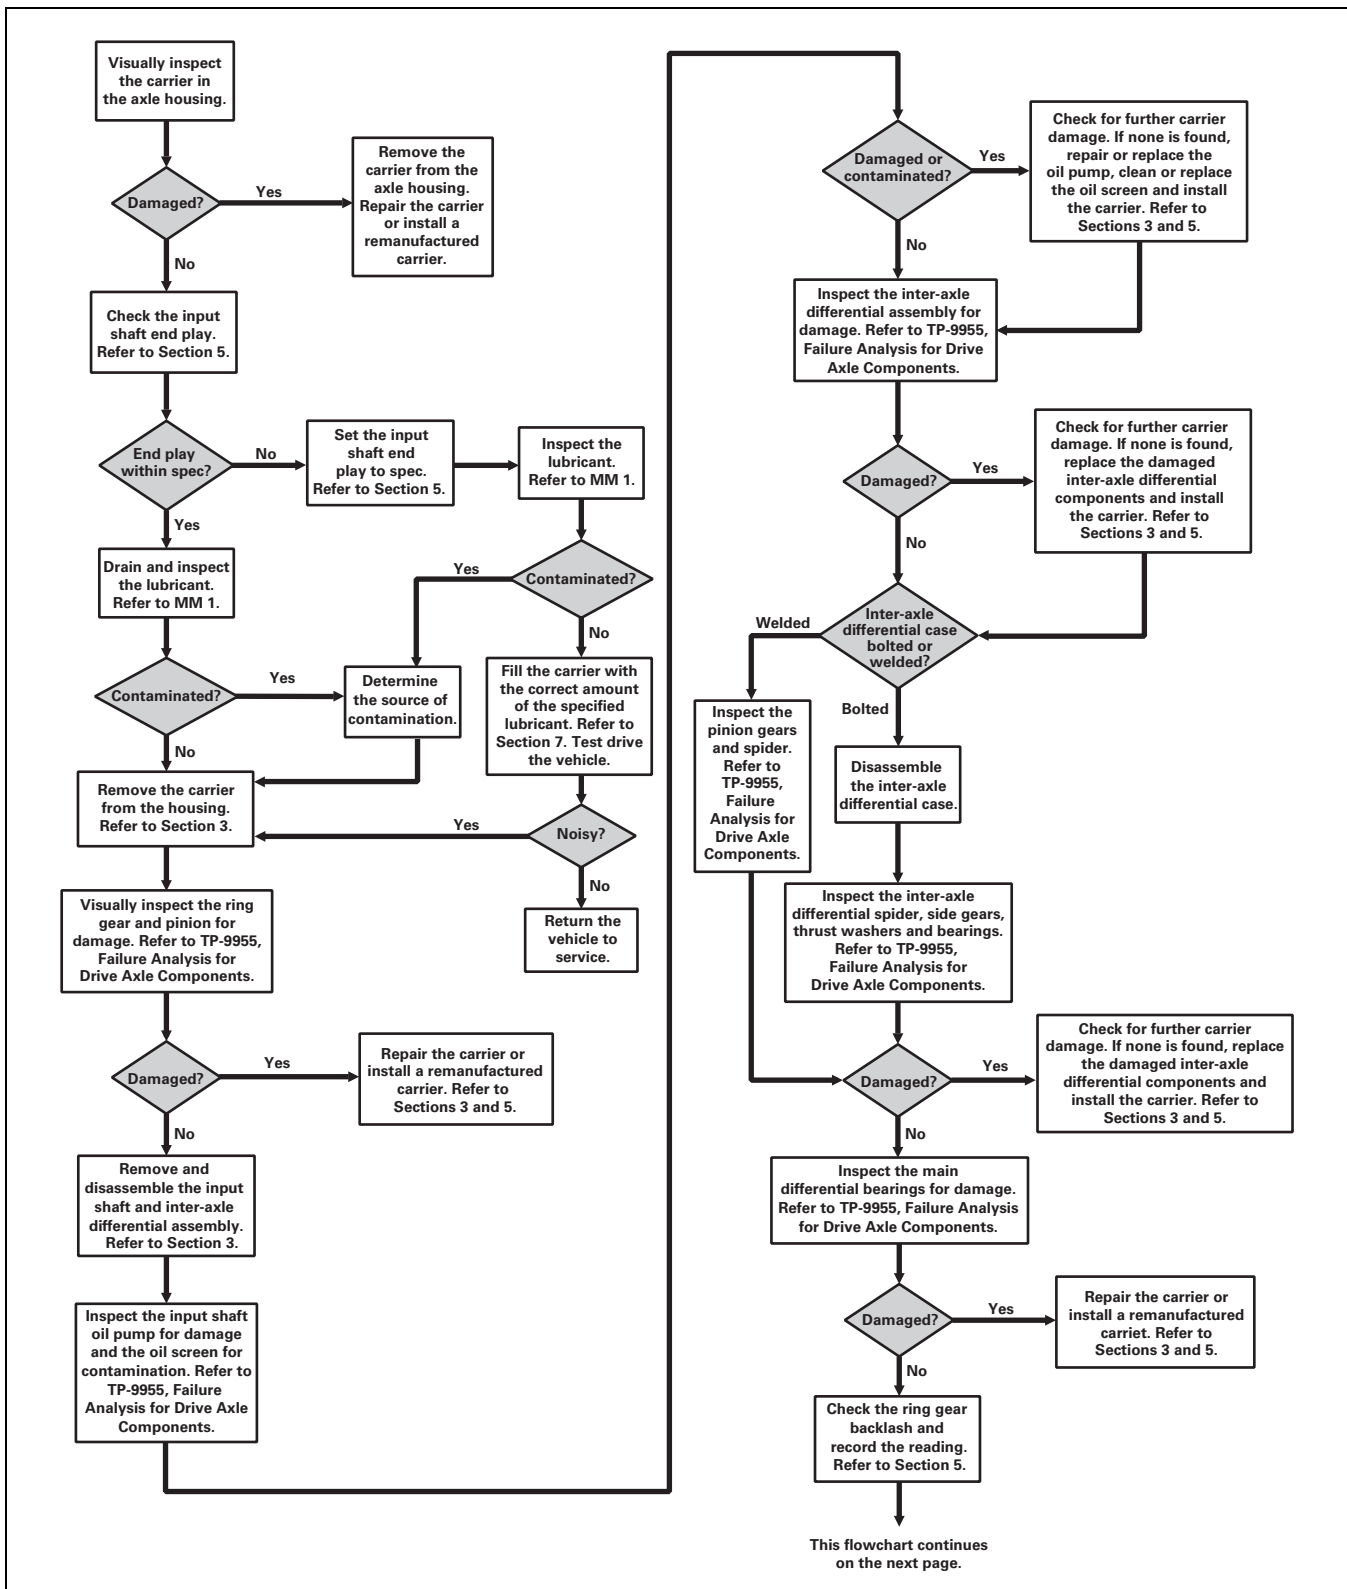 Visually inspect
the carrier in
the axle housing.
Damaged?
Yes
Remove the
carrier from the
axle housing.
Repair the carrier
or install a
remanufactured
carrier.
No
Check the input
shaft end play.
Refer to Section 5.
End play
within spec?
No
Set the input
shaft end
play to spec.
Refer to Section 5.
Inspect the
lubricant.
Refer to MM 1.
Yes
Drain and inspect
the lubricant.
Refer to MM 1.
Contaminated?
Yes
No
Contaminated?
Yes
Determine
the source of
contamination.
Fill the carrier with
the correct amount
of the specified
lubricant. Refer to
Section 7. Test drive
the vehicle.
No
Remove the carrier
from the housing.
Refer to Section 3.
Noisy?
Yes
No
Return the
vehicle to
service.
Visually inspect the ring
gear and pinion for
damage. Refer to TP-9955,
Failure Analysis for
Drive Axle Components.
Damaged?
Yes
Repair the carrier or
install a remanufactured
carrier. Refer to
Sections 3 and 5.
No
Remove and
disassemble the input
shaft and inter-axle
differential assembly.
Refer to Section 3.
Inspect the input shaft
oil pump for damage
and the oil screen for
contamination. Refer to
TP-9955, Failure
Analysis for Drive Axle
Components.
Damaged or
contaminated?
Yes
Check for further carrier
damage. If none is found,
repair or replace the
oil pump, clean or replace
the oil screen and install
the carrier. Refer to
Sections 3 and 5.
No
Inspect the inter-axle
differential assembly for
damage. Refer to TP-9955,
Failure Analysis for Drive
Axle Components.
Damaged?
Yes
Check for further carrier
damage. If none is found,
replace the damaged
inter-axle differential
components and install
the carrier. Refer to
Sections 3 and 5.
No
Inter-axle
differential case
bolted or
welded?
Welded
Inspect the
pinion gears
and spider.
Refer to
TP-9955,
Failure
Analysis for
Drive Axle
Components.
Bolted
Disassemble
the inter-axle
differential case.
Inspect the inter-axle
differential spider, side gears,
thrust washers and bearings.
Refer to TP-9955,
Failure Analysis for
Drive Axle Components.
Damaged?
Yes
Check for further carrier
damage. If none is found, replace
the damaged inter-axle
differential components and
install the carrier. Refer to
Sections 3 and 5.
No
Inspect the main
differential bearings for damage.
Refer to TP-9955, Failure Analysis
for Drive Axle Components.
Damaged?
Yes
Repair the carrier or
install a remanufactured
carriet. Refer to
Sections 3 and 5.
No
Check the ring gear
backlash and
record the reading.
Refer to Section 5.
This flowchart continues
on the next page.